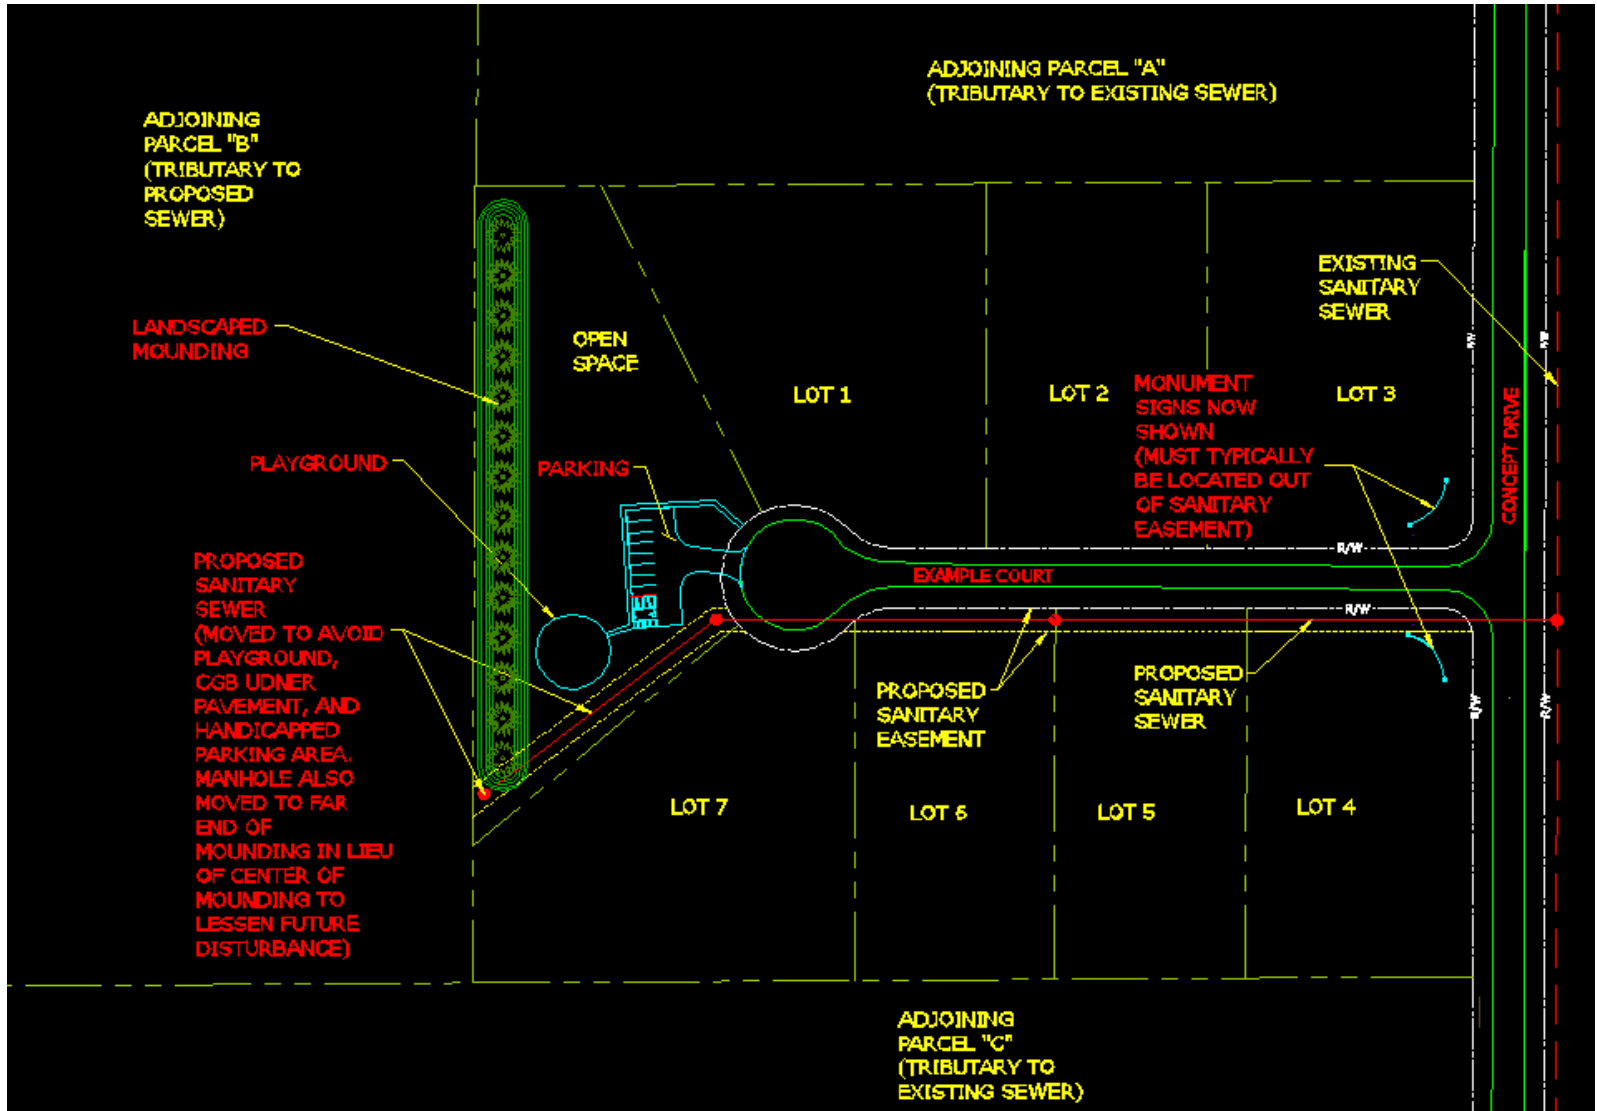 ADJOINING PARCEL "A"
(TRIBUTARY TO EXISTING SEWER)
ADJOINING
PARCEL "B"
(TRIBUTARY TO
PROPOSED
SEWER)
EXISTING
SANITARY
SEWER
LANDSCAPED
MOUNDING
OPEN
SPACE
LOT 1
LOT 2
LOT 3
MONUMENT
SIGNS NOW
SHOWN
(MUST TYPICALLY
BE LOCATED OUT
OF SANITARY
EASEMENT)
CONCEPT DRIVE
R/W
R/W
PLAYGROUND
PARKING
R/W
EXAMPLE COURT
R/W
PROPOSED
SANITARY
SEWER
(MOVED TO AVOID
PLAYGROUND,
CGB UDNER
PAVEMENT, AND
HANDICAPPED
PARKING AREA.
MANHOLE ALSO
MOVED TO FAR
END OF
MOUNDING IN LIEU
OF CENTER OF
MOUNDING TO
LESSEN FUTURE
DISTURBANCE)
PROPOSED
SANITARY
EASEMENT
PROPOSED
SANITARY
SEWER
R/W
R/W
LOT 7
LOT 6
LOT 5
LOT 4
ADJOINING
PARCEL "C"
(TRIBUTARY TO
EXISTING SEWER)